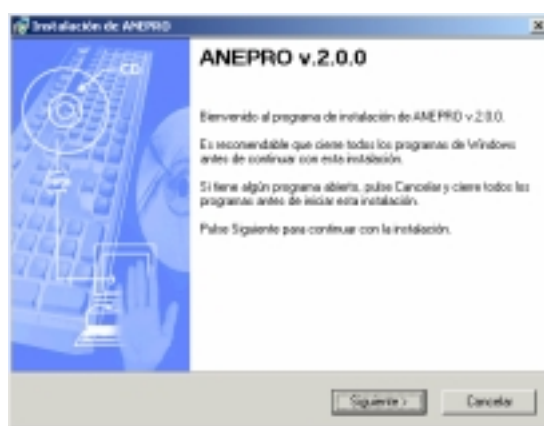 Instalación de ANEPRO
CD
ANEPRO v.2.0.0
Bienvenido al programa de instalación de ANEPRO v.2.0.0.
Es recomendable que cierre todos los programas de Windows
antes de continuar con esta instalación.
Si tiene algún programa abierto, pulse Cancelar y cierre todos los
programas antes de iniciar esta instalación.
Pulse Siguiente para continuar con la instalación.
Siguiente >
Cancelar